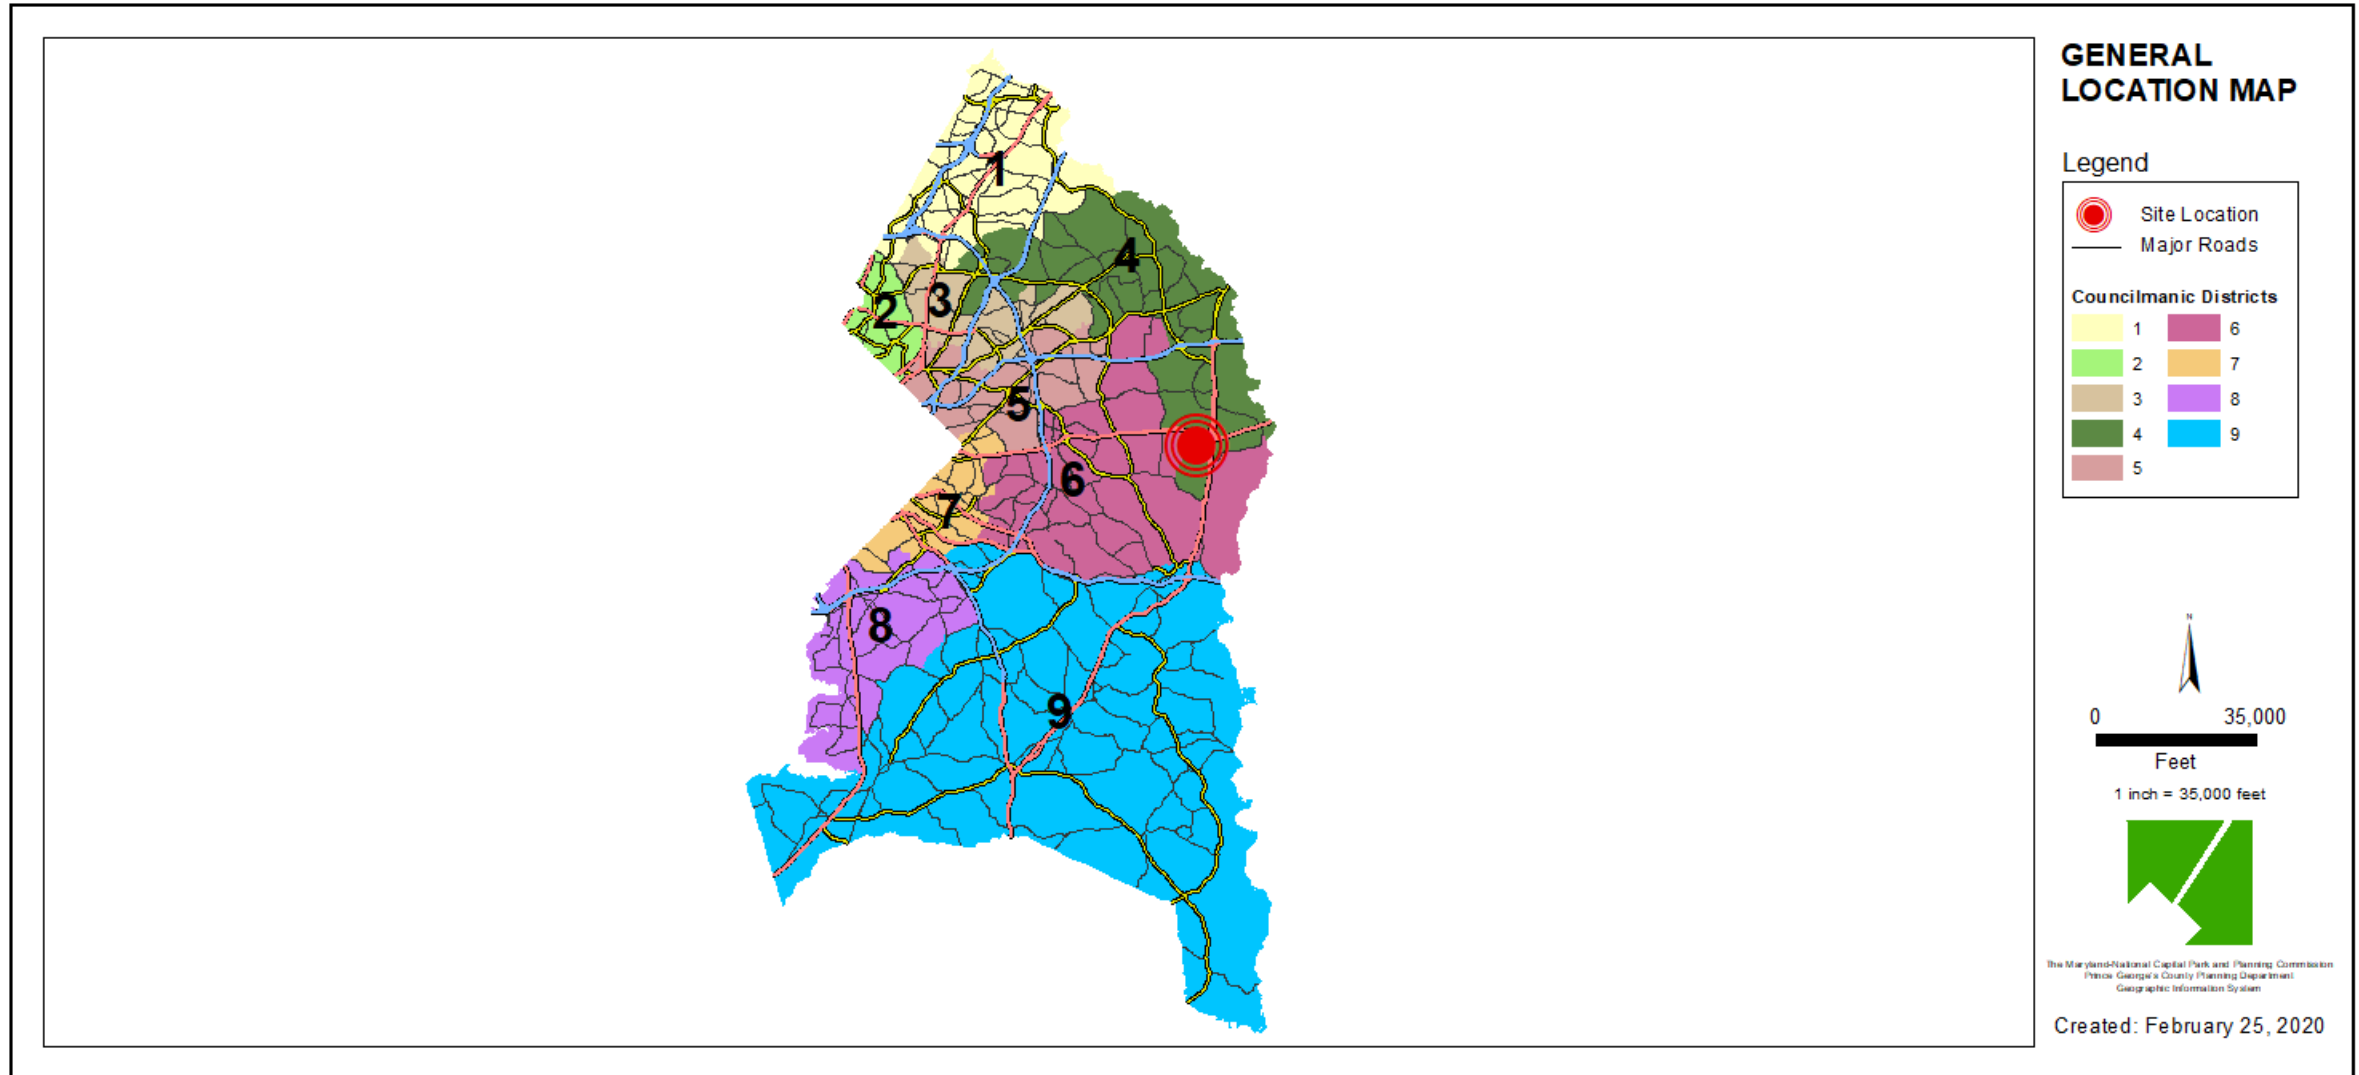 GENERAL
LOCATION MAP
Legend
Site Location
Major Roads
Councilmanic Districts
1 6
2 7
3 8
4 9
5
1
4
3
2
5
6
7
8
9
N
0 35,000
Feet
1 inch = 35,000 feet
The Maryland-National Capital Park and Planning Commission
Prince George's County Planning Department
Geographic Information System
Created: February 25, 2020